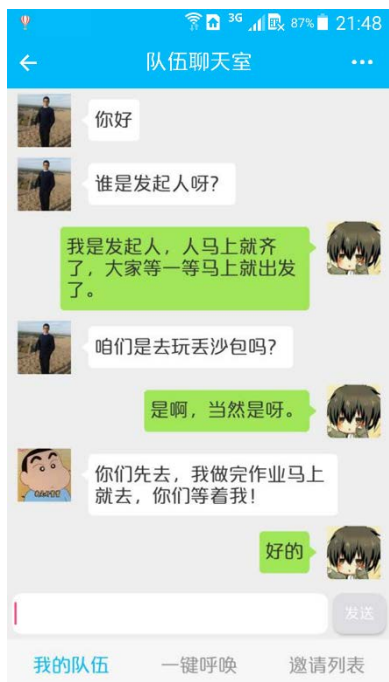 3G 87% 21:48
队伍聊天室
你好
谁是发起人呀?
我是发起人，人马上就齐
了，大家等一等马上就出发
了。
咱们是去玩丢沙包吗?
是啊，当然是呀。
你们先去，我做完作业马上
就去，你们等着我!
好的
发送
我的队伍 一键呼唤 邀请列表